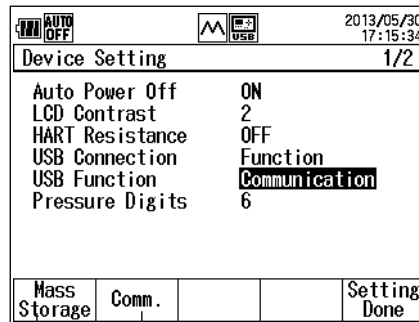 AUTO OFF USB 2013/05/30
17:15:34
Device Setting 1/2
Auto Power Off ON
LCD Contrast 2
HART Resistance OFF
USB Connection Function
USB Function Communication
Pressure Digits 6
Mass Storage Comm. Setting Done